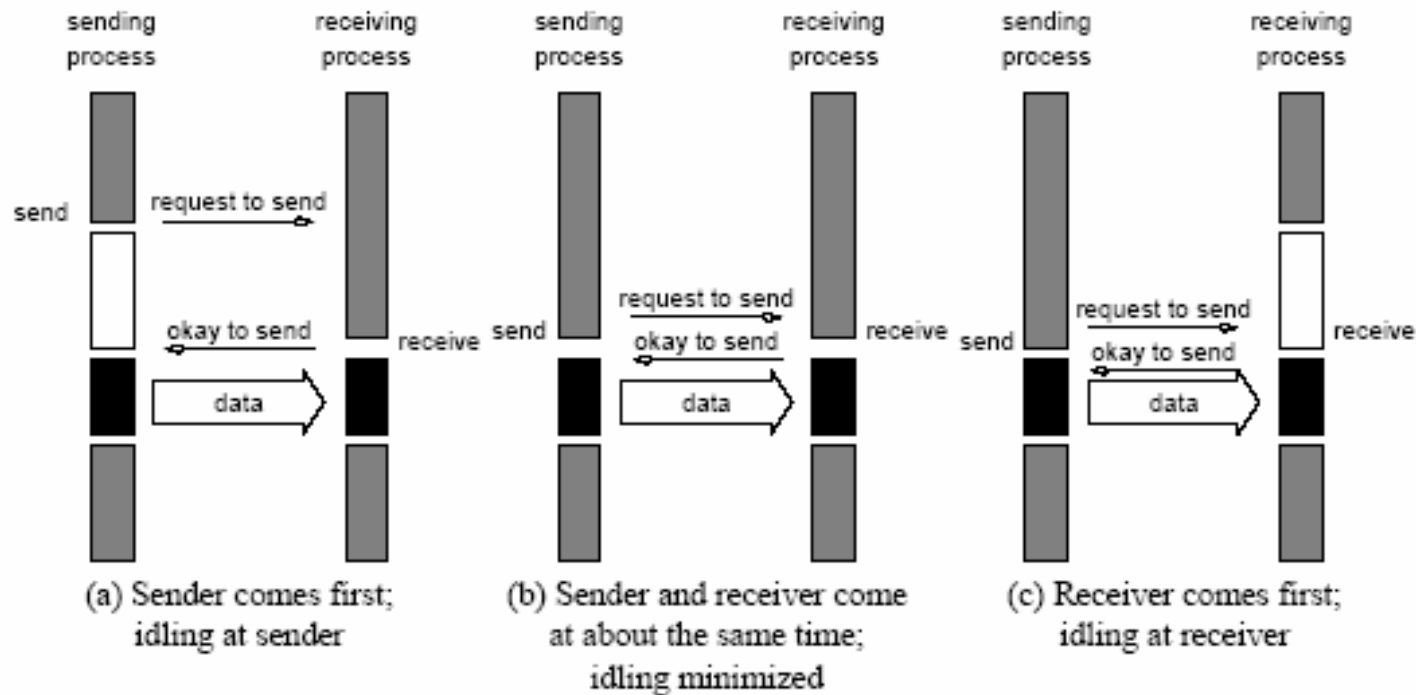 sending
process
receiving
process
sending
process
receiving
process
sending
process
receiving
process
send
request to send
okay to send
receive
data
send
request to send
okay to send
receive
data
send
request to send
okay to send
receive
data
(a) Sender comes first;
idling at sender
(b) Sender and receiver come
at about the same time;
idling minimized
(c) Receiver comes first;
idling at receiver